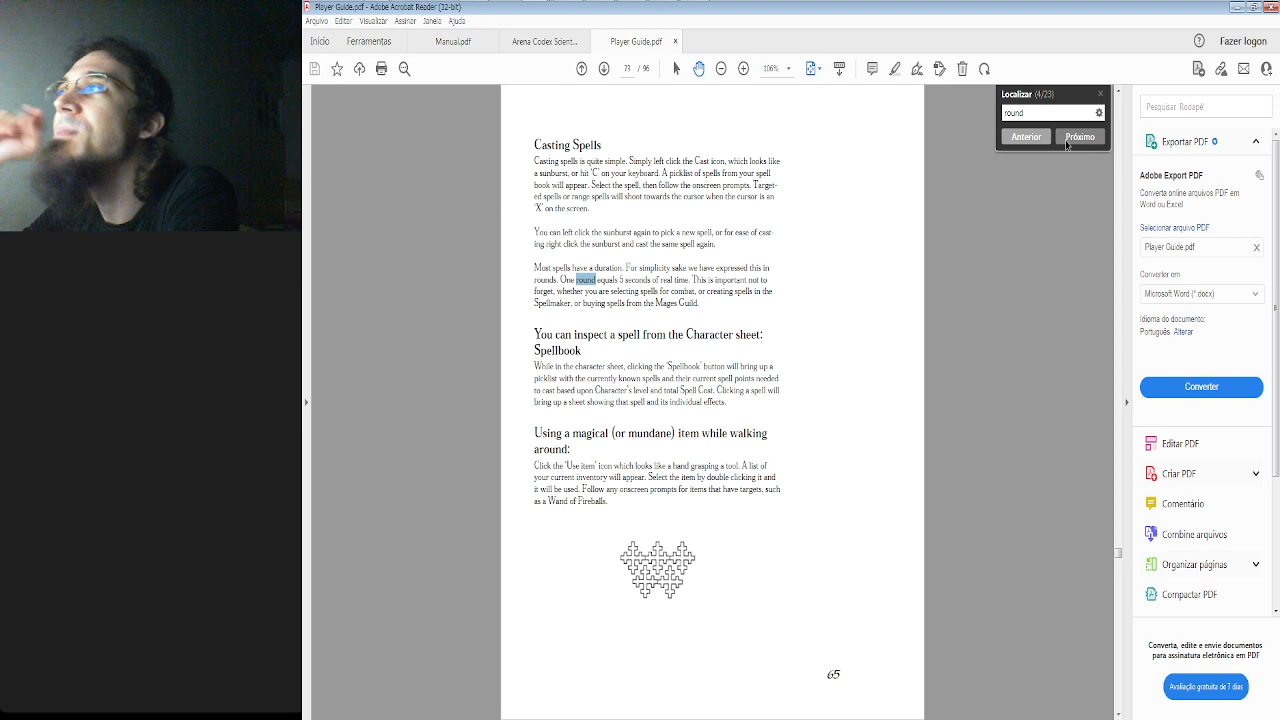 Player Guide.pdf - Adobe Acrobat Reader (32-bit)
Arquivo Editar Visualizar Assinar Janela Ajuda
Início Ferramentas Manual.pdf Arena Codex Scient... Player Guide.pdf x Fazer logon
73 / 96 106%
Localizar (4/23)
round
Anterior Próximo
Casting Spells
Casting spells is quite simple. Simply left click the Cast icon, which looks like
a sunburst, or hit 'C' on your keyboard. A picklist of spells from your spell
book will appear. Select the spell, then follow the onscreen prompts. Target-
ed spells or range spells will shoot towards the cursor when the cursor is an
'X' on the screen.
You can left click the sunburst again to pick a new spell, or for ease of cast-
ing right click the sunburst and cast the same spell again.
Most spells have a duration. For simplicity sake we have expressed this in
rounds. One round equals 5 seconds of real time. This is important not to
forget, whether you are selecting spells for combat, or creating spells in the
Spellmaker, or buying spells from the Mages Guild.
You can inspect a spell from the Character sheet:
Spellbook
While in the character sheet, clicking the 'Spellbook' button will bring up a
picklist with the currently known spells and their current spell points needed
to cast based upon Character's level and total Spell Cost. Clicking a spell will
bring up a sheet showing that spell and its individual effects.
Using a magical (or mundane) item while walking
around:
Click the 'Use item' icon which looks like a hand grasping a tool. A list of
your current inventory will appear. Select the item by double clicking it and
it will be used. Follow any onscreen prompts for items that have targets, such
as a Wand of Fireballs.
65
Pesquisar 'Rodapé'
Exportar PDF
Adobe Export PDF
Converta online arquivos PDF em
Word ou Excel
Selecionar arquivo PDF
Player Guide.pdf
Converter em
Microsoft Word (*.docx)
Idioma do documento:
Português Alterar
Converter
Editar PDF
Criar PDF
Comentário
Combine arquivos
Organizar páginas
Compactar PDF
Converta, edite e envie documentos
para assinatura eletrônica em PDF
Avaliação gratuita de 7 dias